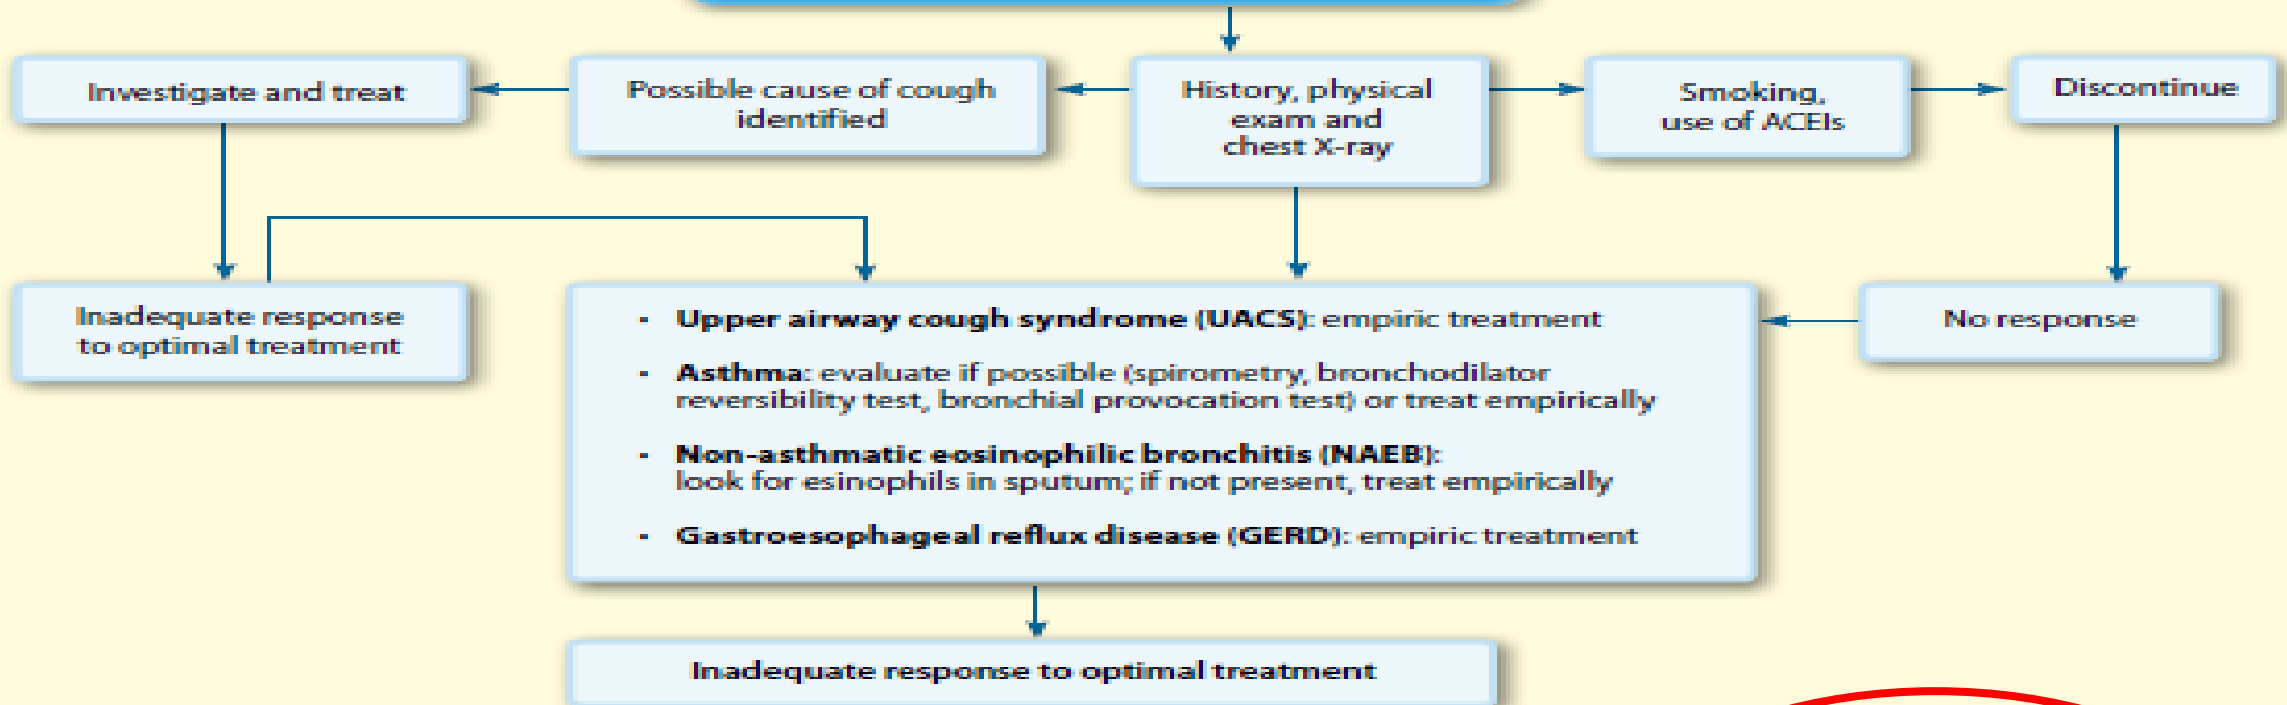 Investigate and treat
Possible cause of cough
identified
History, physical
exam and
chest X-ray
Smoking,
use of ACEIs
Discontinue
Inadequate response
to optimal treatment
- Upper airway cough syndrome (UACS): empiric treatment
- Asthma: evaluate if possible (spirometry, bronchodilator
reversibility test, bronchial provocation test) or treat empirically
- Non-asthmatic eosinophilic bronchitis (NAEB):
look for esinophils in sputum; if not present, treat empirically
- Gastroesophageal reflux disease (GERD): empiric treatment
No response
Inadequate response to optimal treatment